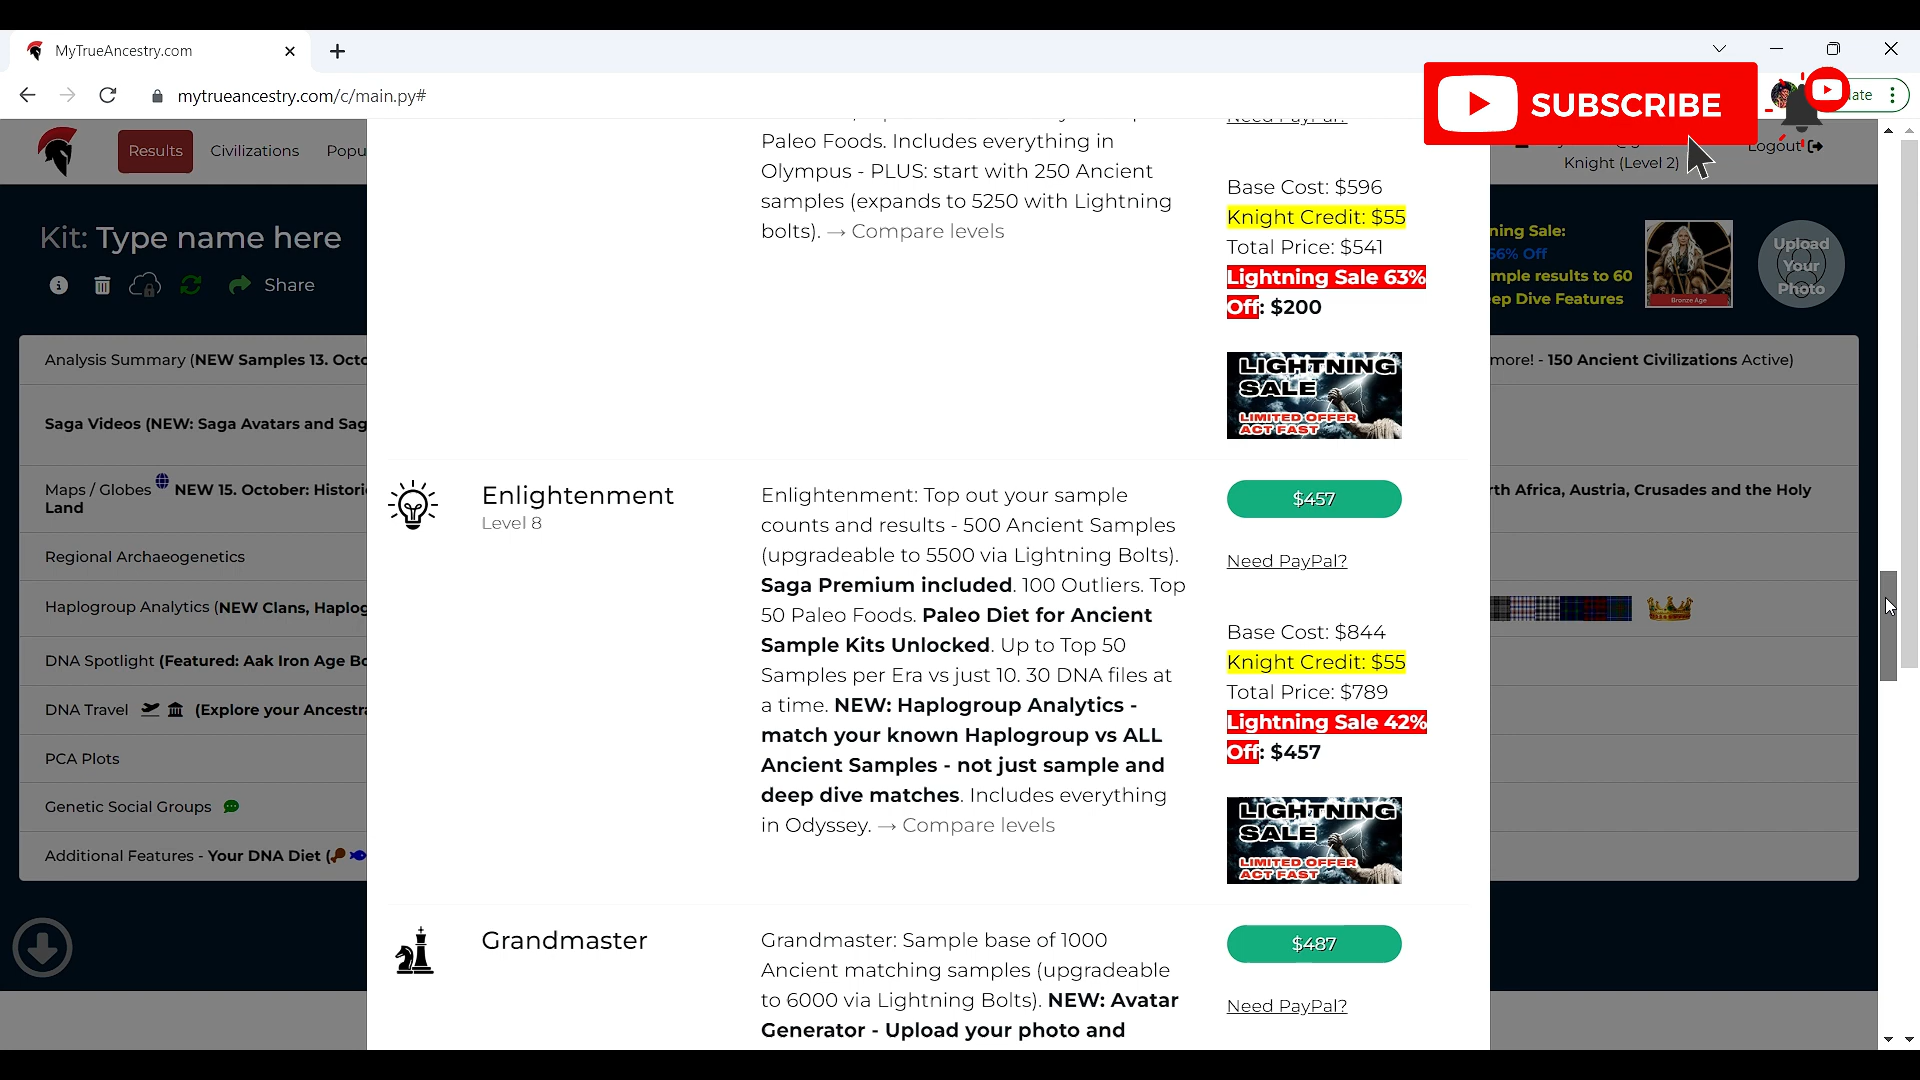 MyTrueAncestry.com
mytrueancestry.com/c/main.py#
SUBSCRIBE
Results
Civilizations
Popu
Logout
Knight (Level 2)
Kit: Type name here
Share
ning Sale:
56% Off
mple results to 60
ep Dive Features
Bronze Age
Upload
Your
Photo
Analysis Summary (NEW Samples 13. Octo
more! - 150 Ancient Civilizations Active)
Saga Videos (NEW: Saga Avatars and Sag
Maps / Globes NEW 15. October: Histori
Land
rth Africa, Austria, Crusades and the Holy
Regional Archaeogenetics
Haplogroup Analytics (NEW Clans, Haplog
DNA Spotlight (Featured: Aak Iron Age Bo
DNA Travel (Explore your Ancestra
PCA Plots
Genetic Social Groups
Additional Features - Your DNA Diet (
Paleo Foods. Includes everything in
Olympus - PLUS: start with 250 Ancient
samples (expands to 5250 with Lightning
bolts). → Compare levels
Need PayPal?
Base Cost: $596
Knight Credit: $55
Total Price: $541
Lightning Sale 63%
Off: $200
LIGHTNING
SALE
LIMITED OFFER
ACT FAST
Enlightenment
Level 8
Enlightenment: Top out your sample
counts and results - 500 Ancient Samples
(upgradeable to 5500 via Lightning Bolts).
Saga Premium included. 100 Outliers. Top
50 Paleo Foods. Paleo Diet for Ancient
Sample Kits Unlocked. Up to Top 50
Samples per Era vs just 10. 30 DNA files at
a time. NEW: Haplogroup Analytics -
match your known Haplogroup vs ALL
Ancient Samples - not just sample and
deep dive matches. Includes everything
in Odyssey. → Compare levels
$457
Need PayPal?
Base Cost: $844
Knight Credit: $55
Total Price: $789
Lightning Sale 42%
Off: $457
LIGHTNING
SALE
LIMITED OFFER
ACT FAST
Grandmaster
Grandmaster: Sample base of 1000
Ancient matching samples (upgradeable
to 6000 via Lightning Bolts). NEW: Avatar
Generator - Upload your photo and
$487
Need PayPal?